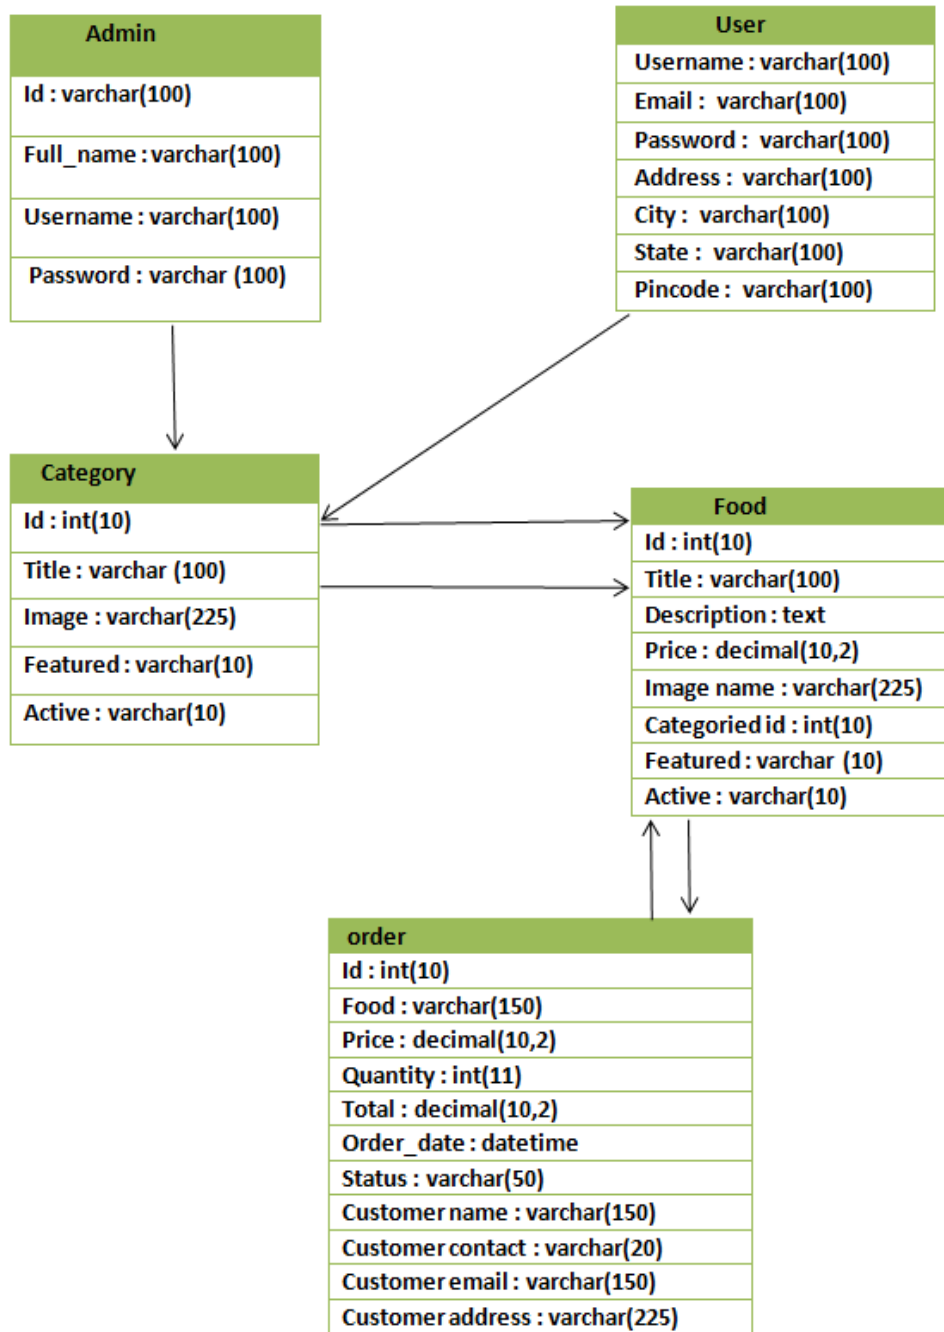 Admin
Id : varchar(100)
Full_name : varchar(100)
Username : varchar(100)
Password : varchar (100)
User
Username : varchar(100)
Email : varchar(100)
Password : varchar(100)
Address : varchar(100)
City : varchar(100)
State : varchar(100)
Pincode : varchar(100)
Category
Id : int(10)
Title : varchar (100)
Image : varchar(225)
Featured : varchar(10)
Active : varchar(10)
Food
Id : int(10)
Title : varchar(100)
Description : text
Price : decimal(10,2)
Image name : varchar(225)
Categoried id : int(10)
Featured : varchar (10)
Active : varchar(10)
order
Id : int(10)
Food : varchar(150)
Price : decimal(10,2)
Quantity : int(11)
Total : decimal(10,2)
Order_date : datetime
Status : varchar(50)
Customer name : varchar(150)
Customer contact : varchar(20)
Customer email : varchar(150)
Customer address : varchar(225)